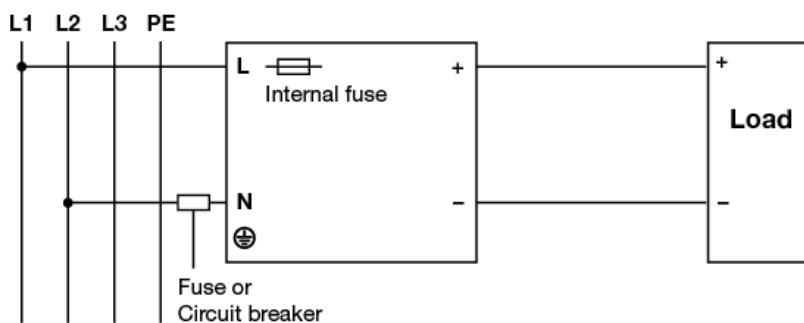 L1 L2 L3 PE
L + +
Internal fuse
Load
N − −
Fuse or
Circuit breaker